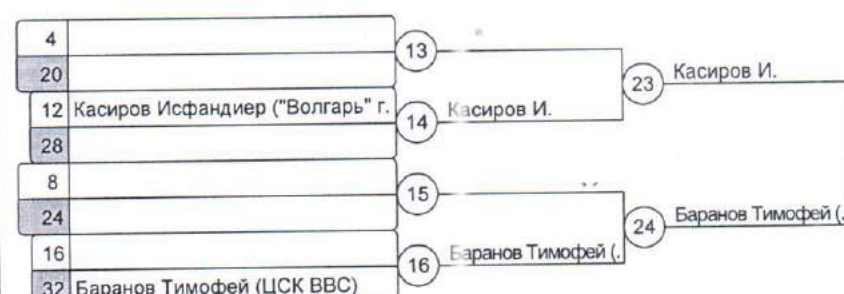 4
13
20
23 Касиров И.
12 Касиров Исфандиер ("Волгарь" г.
14 Касиров И.
28
8
15
24
24 Баранов Тимофей (.
16
16 Баранов Тимофей (.
32 Баранов Тимофей (ЦСК ВВС)